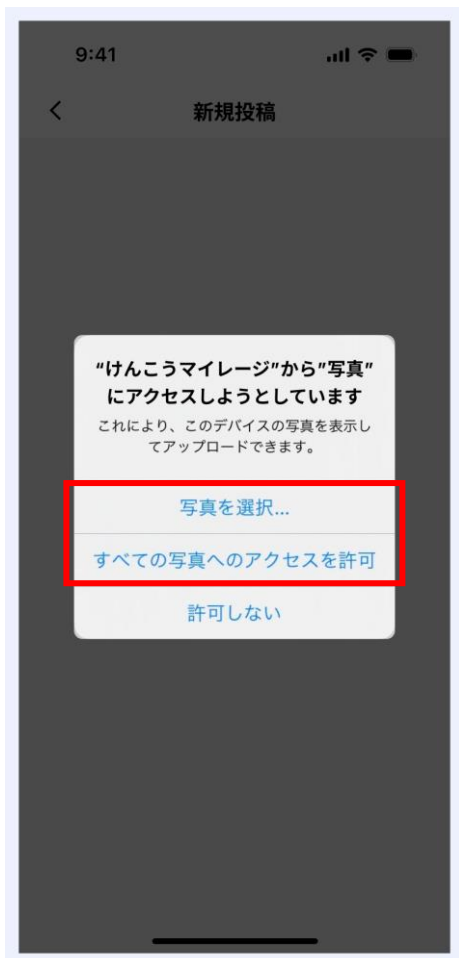 9:41
新規投稿
“けんこうマイレージ”から”写真”
にアクセスしようとしています
これにより、このデバイスの写真を表示し
てアップロードできます。
写真を選択...
すべての写真へのアクセスを許可
許可しない